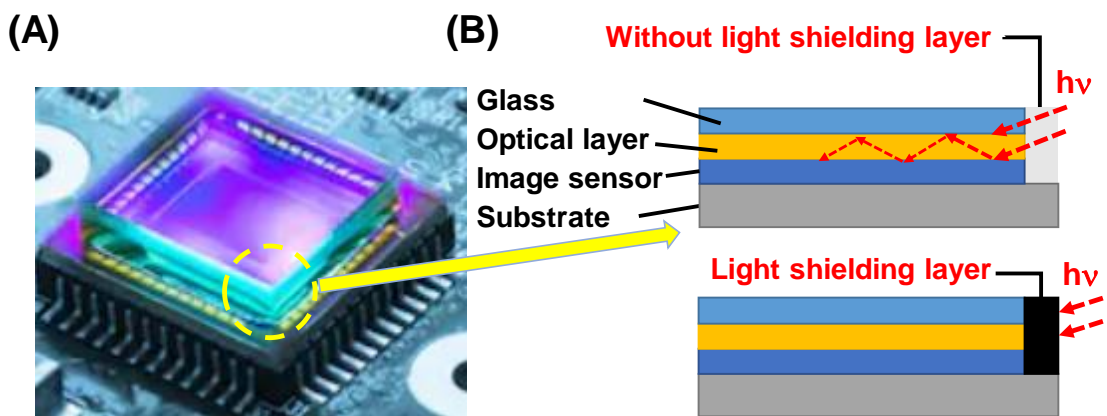 (A)
(B)
Without light shielding layer
hν
Glass
Optical layer
Image sensor
Substrate
Light shielding layer
hν